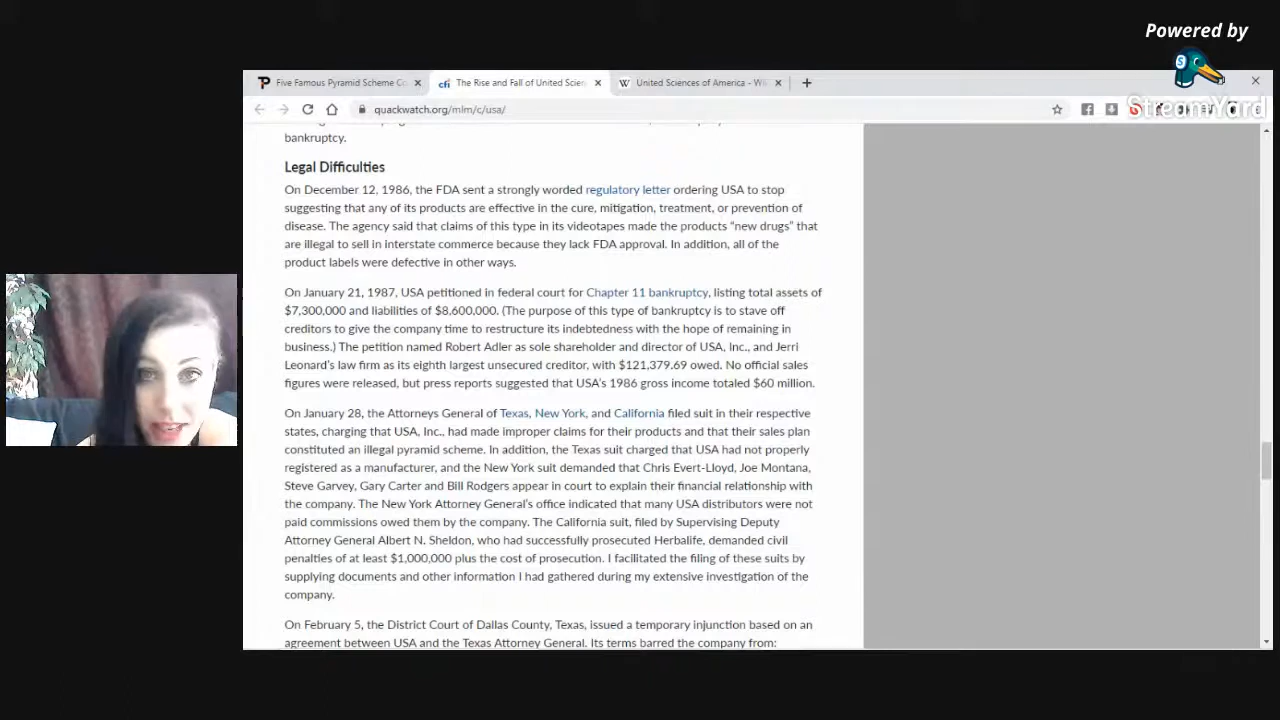 Powered by
StreamYard
Five Famous Pyramid Scheme Co
The Rise and Fall of United Scien
United Sciences of America - Wi
quackwatch.org/mlm/c/usa/
bankruptcy.
Legal Difficulties
On December 12, 1986, the FDA sent a strongly worded regulatory letter ordering USA to stop
suggesting that any of its products are effective in the cure, mitigation, treatment, or prevention of
disease. The agency said that claims of this type in its videotapes made the products “new drugs” that
are illegal to sell in interstate commerce because they lack FDA approval. In addition, all of the
product labels were defective in other ways.
On January 21, 1987, USA petitioned in federal court for Chapter 11 bankruptcy, listing total assets of
$7,300,000 and liabilities of $8,600,000. (The purpose of this type of bankruptcy is to stave off
creditors to give the company time to restructure its indebtedness with the hope of remaining in
business.) The petition named Robert Adler as sole shareholder and director of USA, Inc., and Jerri
Leonard’s law firm as its eighth largest unsecured creditor, with $121,379.69 owed. No official sales
figures were released, but press reports suggested that USA’s 1986 gross income totaled $60 million.
On January 28, the Attorneys General of Texas, New York, and California filed suit in their respective
states, charging that USA, Inc., had made improper claims for their products and that their sales plan
constituted an illegal pyramid scheme. In addition, the Texas suit charged that USA had not properly
registered as a manufacturer, and the New York suit demanded that Chris Evert-Lloyd, Joe Montana,
Steve Garvey, Gary Carter and Bill Rodgers appear in court to explain their financial relationship with
the company. The New York Attorney General’s office indicated that many USA distributors were not
paid commissions owed them by the company. The California suit, filed by Supervising Deputy
Attorney General Albert N. Sheldon, who had successfully prosecuted Herbalife, demanded civil
penalties of at least $1,000,000 plus the cost of prosecution. I facilitated the filing of these suits by
supplying documents and other information I had gathered during my extensive investigation of the
company.
On February 5, the District Court of Dallas County, Texas, issued a temporary injunction based on an
agreement between USA and the Texas Attorney General. Its terms barred the company from: